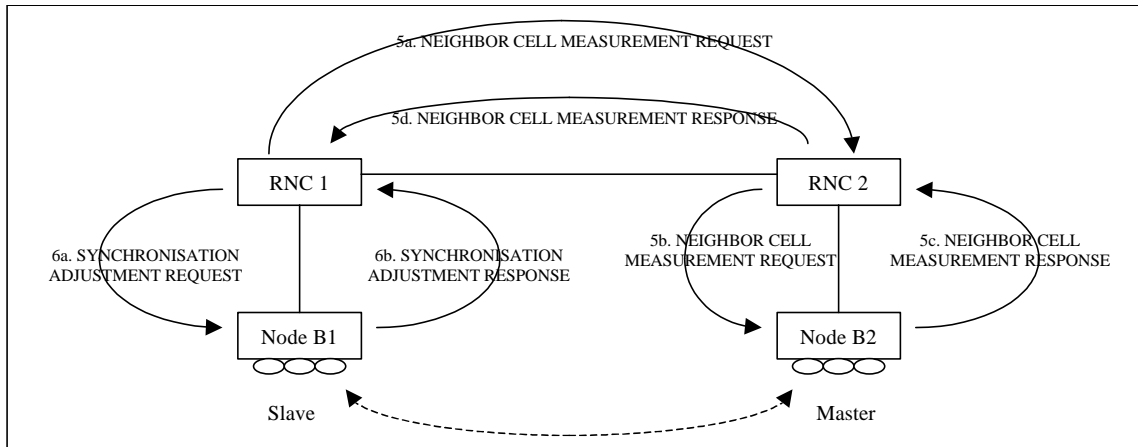 5a. NEIGHBOR CELL MEASUREMENT REQUEST
5d. NEIGHBOR CELL MEASUREMENT RESPONSE
RNC 1
RNC 2
6a. SYNCHRONISATION
ADJUSTMENT REQUEST
6b. SYNCHRONISATION
ADJUSTMENT RESPONSE
5b. NEIGHBOR CELL
MEASUREMENT REQUEST
5c. NEIGHBOR CELL
MEASUREMENT RESPONSE
Node B1
Node B2
Slave
Master